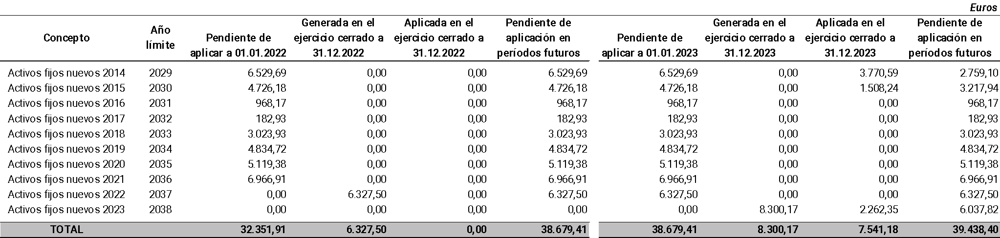 Euros
Concepto Año límite Pendiente de aplicar a 01.01.2022 Generada en el ejercicio cerrado a 31.12.2022 Aplicada en el ejercicio cerrado a 31.12.2022 Pendiente de aplicación en períodos futuros Pendiente de aplicar a 01.01.2023 Generada en el ejercicio cerrado a 31.12.2023 Aplicada en el ejercicio cerrado a 31.12.2023 Pendiente de aplicación en períodos futuros
Activos fijos nuevos 2014 2029 6.529,69 0,00 0,00 6.529,69 6.529,69 0,00 3.770,59 2.759,10
Activos fijos nuevos 2015 2030 4.726,18 0,00 0,00 4.726,18 4.726,18 0,00 1.508,24 3.217,94
Activos fijos nuevos 2016 2031 968,17 0,00 0,00 968,17 968,17 0,00 0,00 968,17
Activos fijos nuevos 2017 2032 182,93 0,00 0,00 182,93 182,93 0,00 0,00 182,93
Activos fijos nuevos 2018 2033 3.023,93 0,00 0,00 3.023,93 3.023,93 0,00 0,00 3.023,93
Activos fijos nuevos 2019 2034 4.834,72 0,00 0,00 4.834,72 4.834,72 0,00 0,00 4.834,72
Activos fijos nuevos 2020 2035 5.119,38 0,00 0,00 5.119,38 5.119,38 0,00 0,00 5.119,38
Activos fijos nuevos 2021 2036 6.966,91 0,00 0,00 6.966,91 6.966,91 0,00 0,00 6.966,91
Activos fijos nuevos 2022 2037 0,00 6.327,50 0,00 6.327,50 6.327,50 0,00 0,00 6.327,50
Activos fijos nuevos 2023 2038 0,00 0,00 0,00 0,00 0,00 8.300,17 2.262,35 6.037,82
TOTAL 32.351,91 6.327,50 0,00 38.679,41 38.679,41 8.300,17 7.541,18 39.438,40